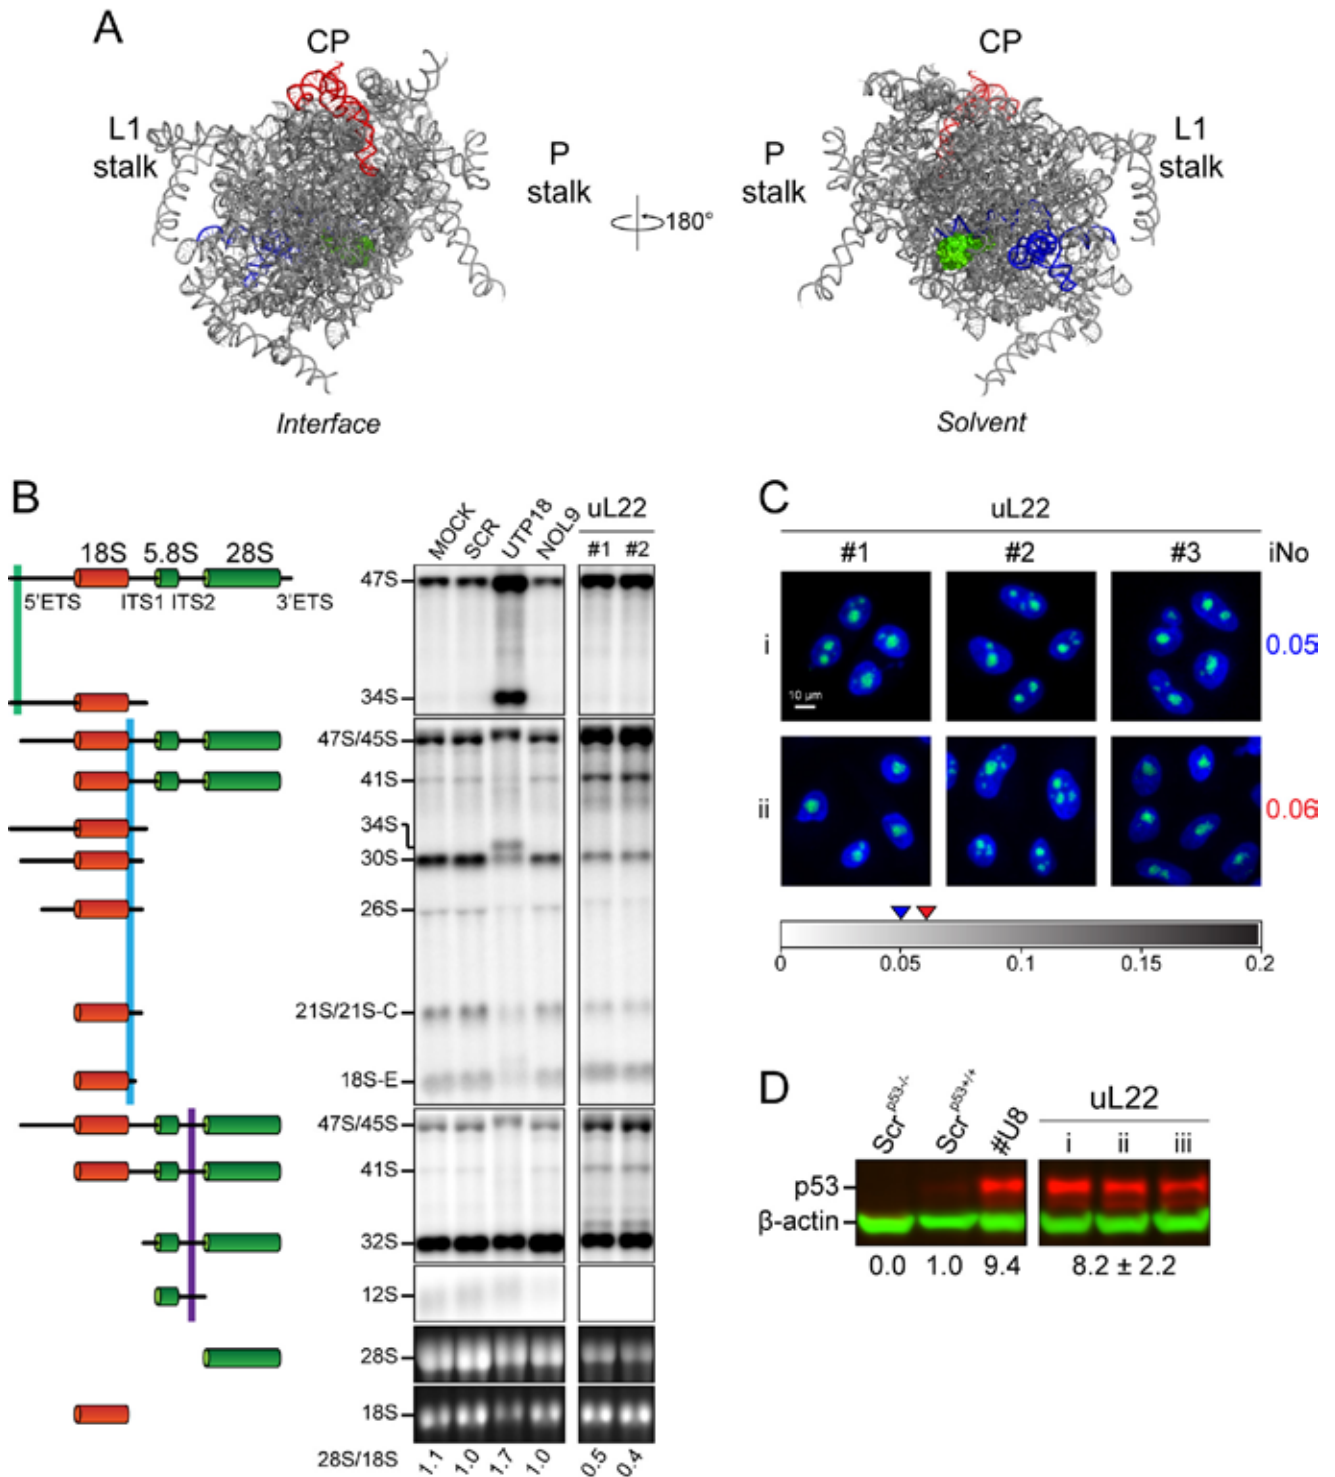 A
CP
CP
L1
stalk
P
stalk
180°
P
stalk
L1
stalk
Interface
Solvent
B
MOCK
SCR
UTP18
NOL9
uL22
#1
#2
18S
5.8S
28S
5'ETS
ITS1
ITS2
3'ETS
47S
34S
47S/45S
41S
34S
30S
26S
21S/21S-C
18S-E
47S/45S
41S
32S
12S
28S
18S
28S/18S
1.1
1.0
1.7
1.0
0.5
0.4
C
uL22
#1
#2
#3
iNo
i
10 µm
0.05
ii
0.06
0
0.05
0.1
0.15
0.2
D
Scr p53-/-
Scr p53+/+
#U8
uL22
i
ii
iii
p53
β-actin
0.0
1.0
9.4
8.2 ± 2.2